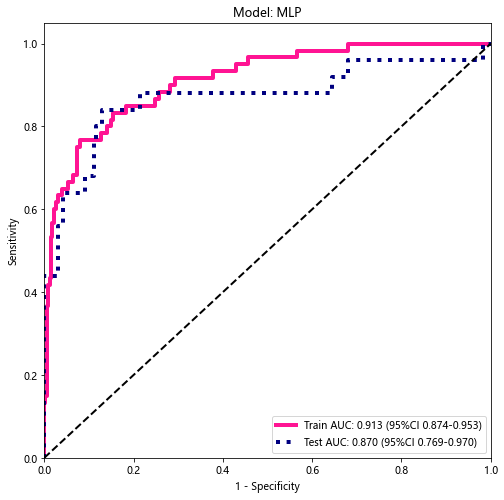 Model: MLP
1.0
0.8
0.6
0.4
0.2
0.0
Sensitivity
Train AUC: 0.913 (95%CI 0.874-0.953)
Test AUC: 0.870 (95%CI 0.769-0.970)
0.0 0.2 0.4 0.6 0.8 1.0
1 - Specificity